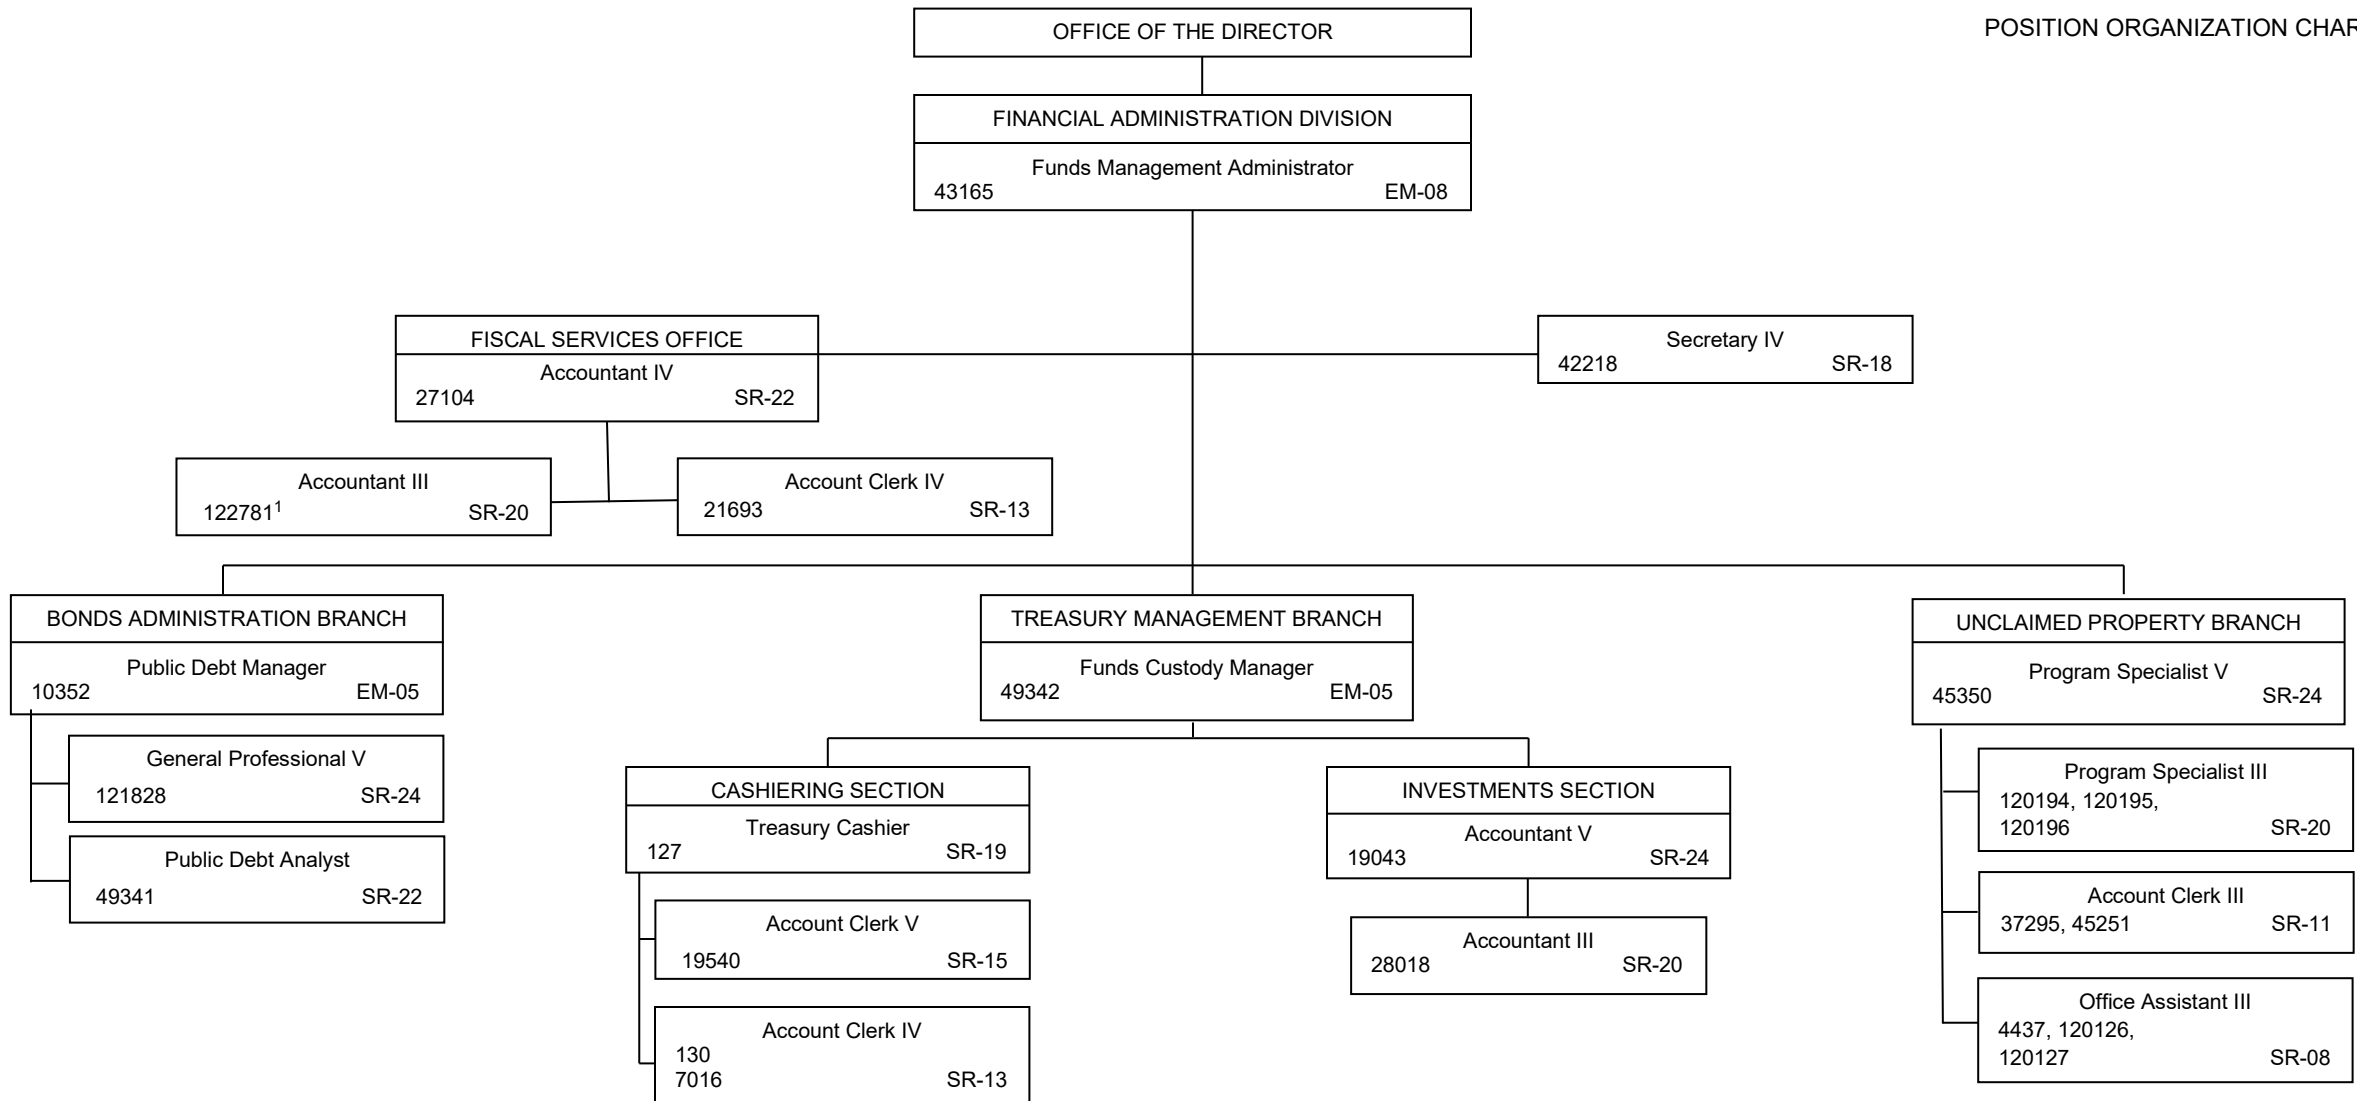 OFFICE OF THE DIRECTOR
POSITION ORGANIZATION CHAR
FINANCIAL ADMINISTRATION DIVISION
Funds Management Administrator
43165 EM-08
FISCAL SERVICES OFFICE
Accountant IV
27104 SR-22
Secretary IV
42218 SR-18
Accountant III
122781¹ SR-20
Account Clerk IV
21693 SR-13
BONDS ADMINISTRATION BRANCH
Public Debt Manager
10352 EM-05
General Professional V
121828 SR-24
Public Debt Analyst
49341 SR-22
TREASURY MANAGEMENT BRANCH
Funds Custody Manager
49342 EM-05
CASHIERING SECTION
Treasury Cashier
127 SR-19
Account Clerk V
19540 SR-15
Account Clerk IV
130
7016 SR-13
INVESTMENTS SECTION
Accountant V
19043 SR-24
Accountant III
28018 SR-20
UNCLAIMED PROPERTY BRANCH
Program Specialist V
45350 SR-24
Program Specialist III
120194, 120195,
120196 SR-20
Account Clerk III
37295, 45251 SR-11
Office Assistant III
4437, 120126,
120127 SR-08